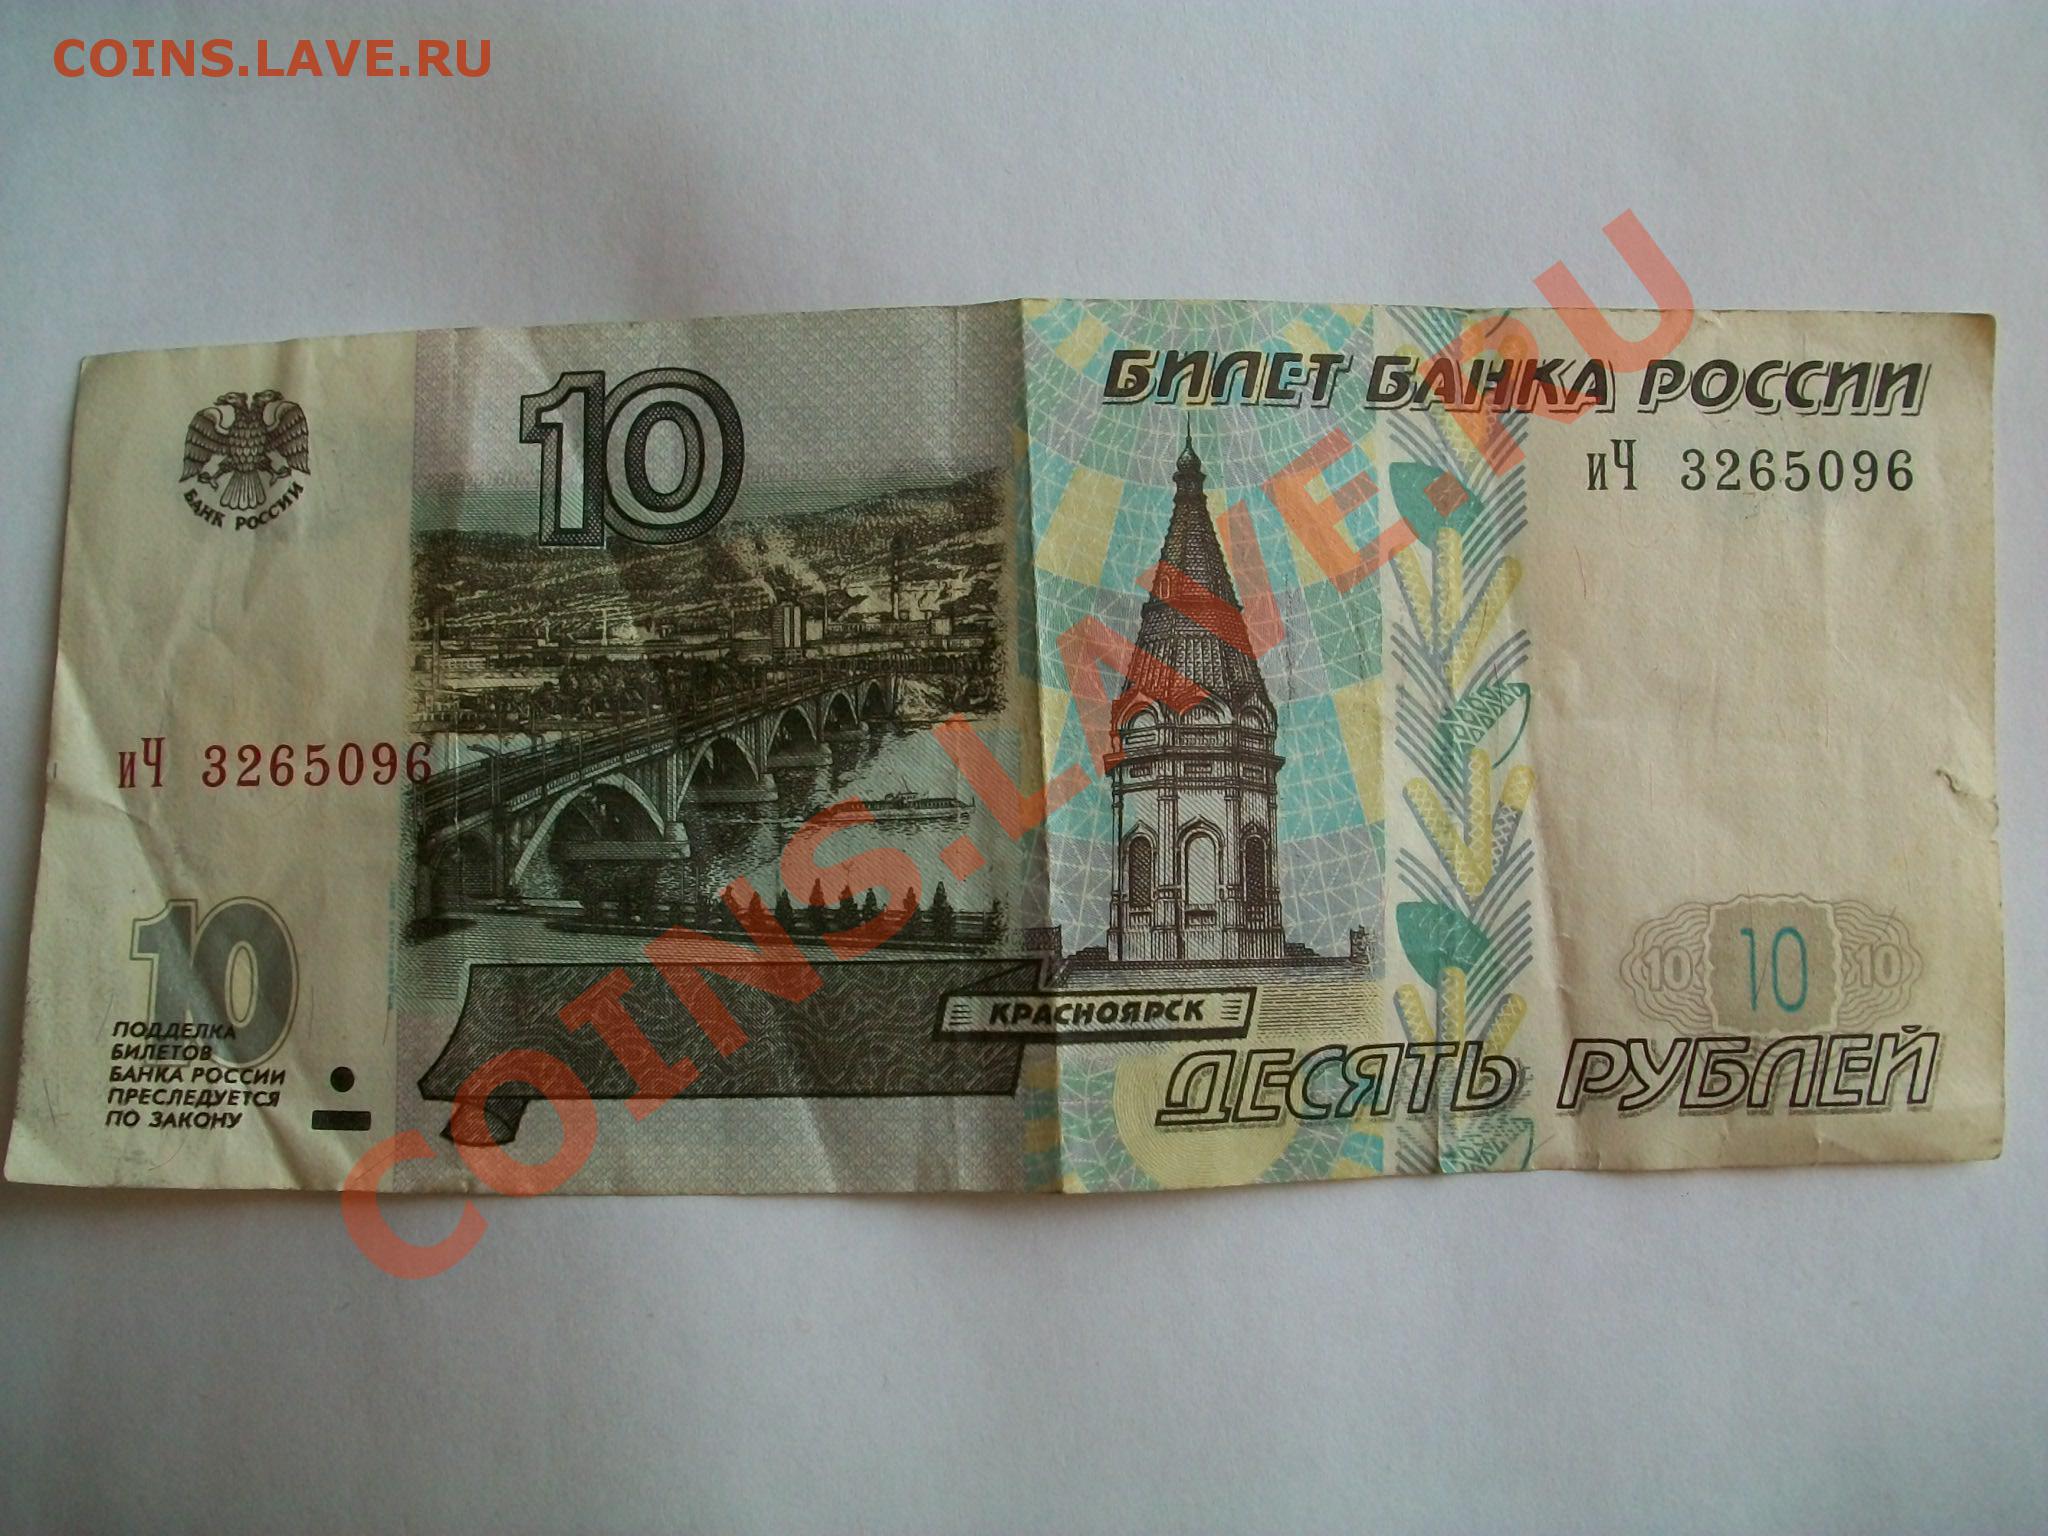 COINS.LAVE.RU
БАНК РОССИИ
10
БИЛЕТ БАНКА РОССИИ
иЧ 3265096
иЧ 3265096
10
10 10 10
КРАСНОЯРСК
ДЕСЯТЬ РУБЛЕЙ
ПОДДЕЛКА
БИЛЕТОВ
БАНКА РОССИИ
ПРЕСЛЕДУЕТСЯ
ПО ЗАКОНУ
COINS.LAVE.RU